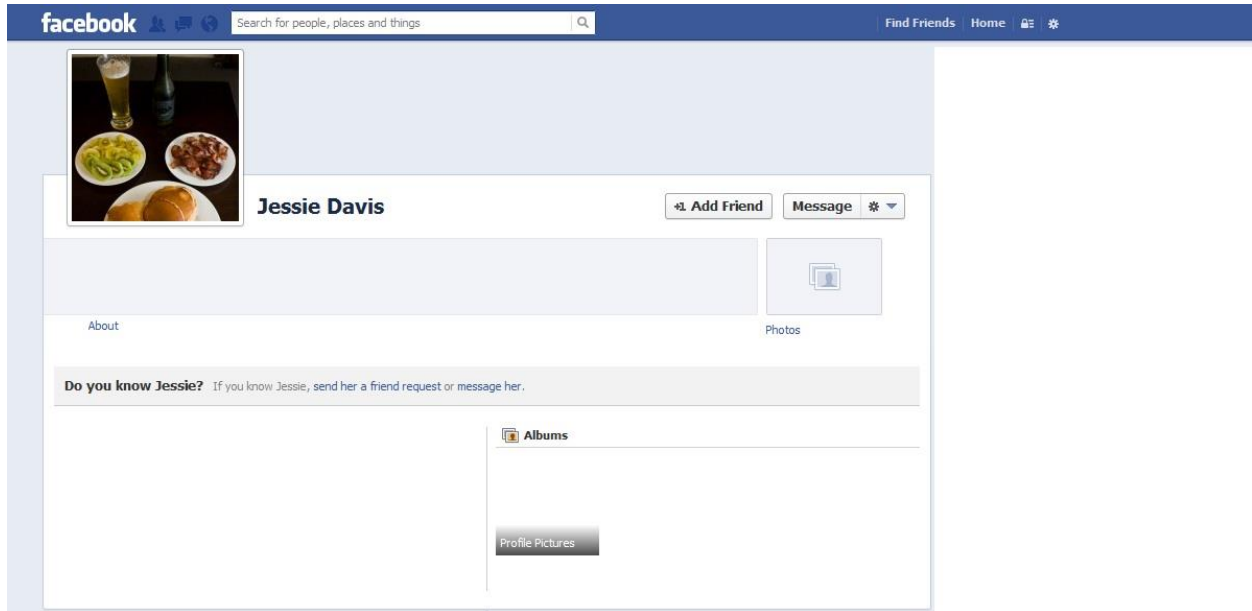 facebook Search for people, places and things Find Friends Home
Jessie Davis +1 Add Friend Message
About Photos
Do you know Jessie? If you know Jessie, send her a friend request or message her.
Albums
Profile Pictures